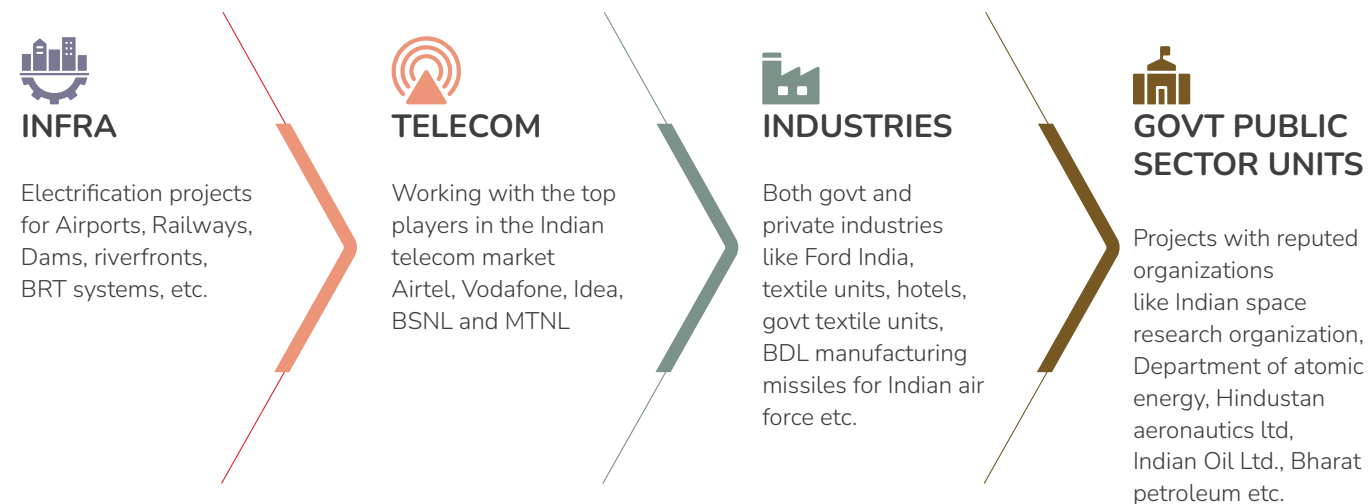 INFRA
Electrification projects
for Airports, Railways,
Dams, riverfronts,
BRT systems, etc.
TELECOM
Working with the top
players in the Indian
telecom market
Airtel, Vodafone, Idea,
BSNL and MTNL
INDUSTRIES
Both govt and
private industries
like Ford India,
textile units, hotels,
govt textile units,
BDL manufacturing
missiles for Indian air
force etc.
GOVT PUBLIC
SECTOR UNITS
Projects with reputed
organizations
like Indian space
research organization,
Department of atomic
energy, Hindustan
aeronautics ltd,
Indian Oil Ltd., Bharat
petroleum etc.